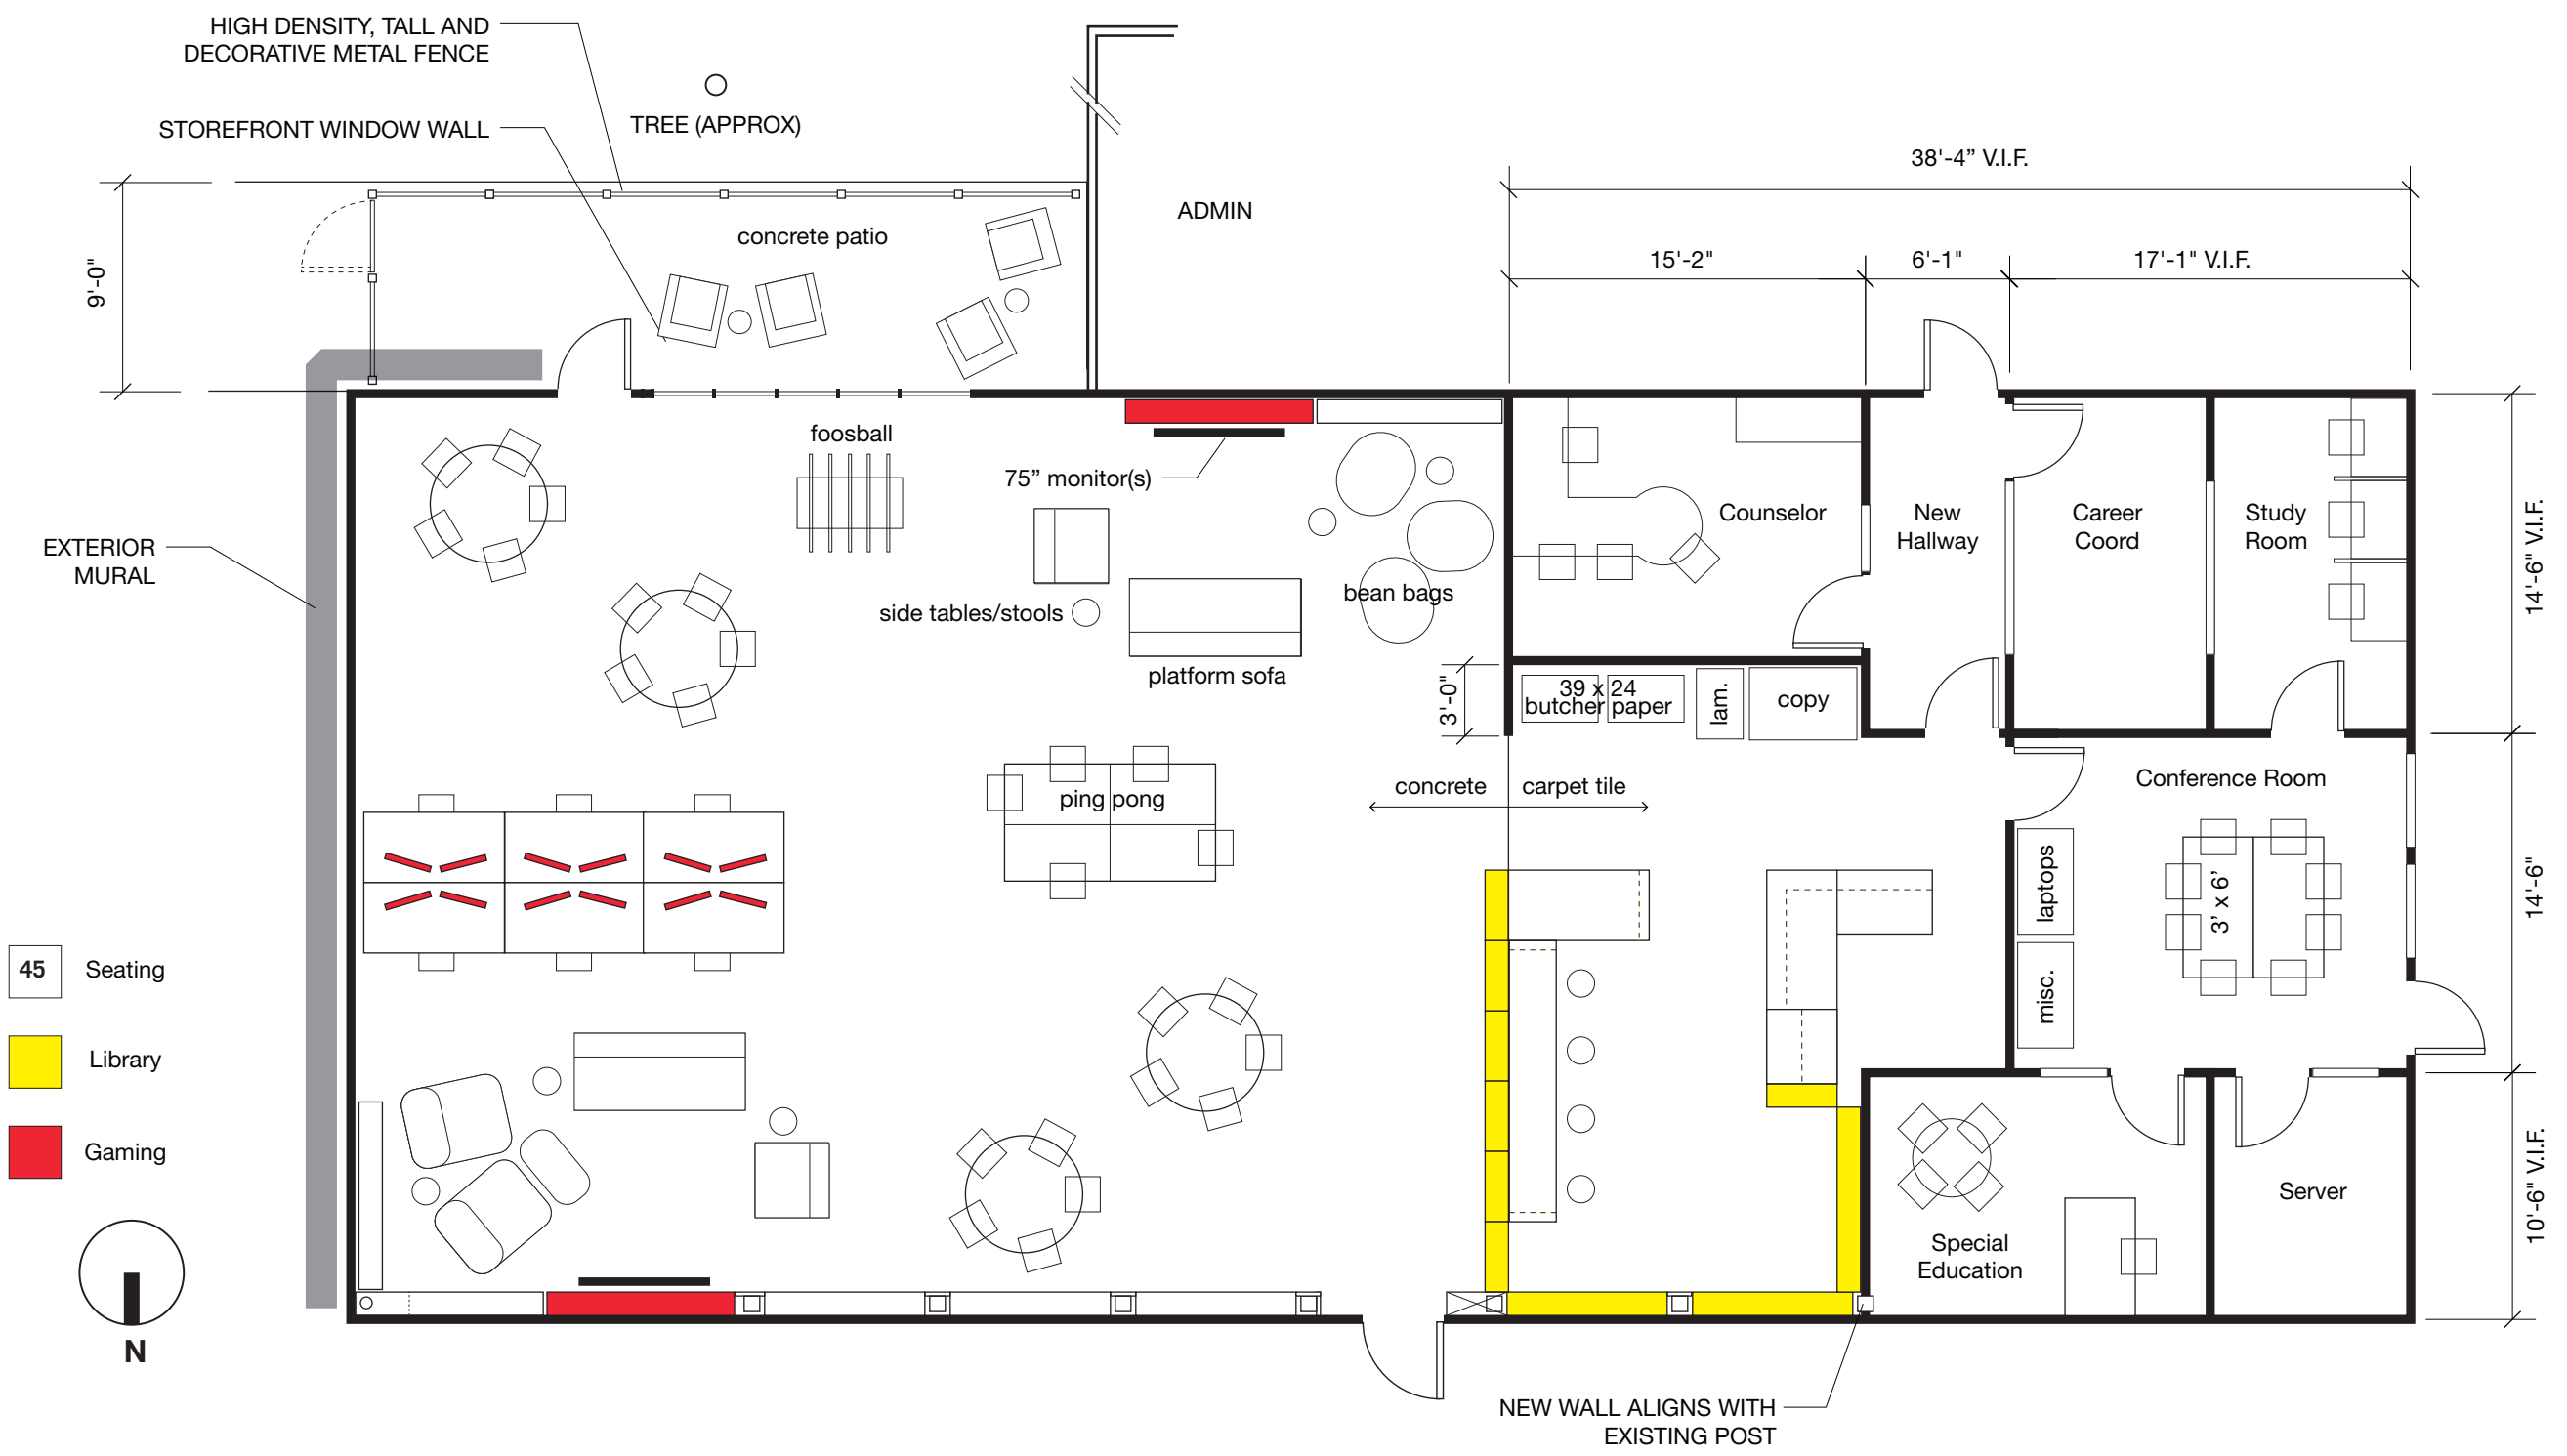 HIGH DENSITY, TALL AND
DECORATIVE METAL FENCE
STOREFRONT WINDOW WALL
TREE (APPROX)
ADMIN
38'-4” V.I.F.
15'-2"
6'-1"
17'-1" V.I.F.
concrete patio
9'-0"
EXTERIOR
MURAL
foosball
75” monitor(s)
side tables/stools
bean bags
platform sofa
Counselor
New
Hallway
Career
Coord
Study
Room
14'-6" V.I.F.
3'-0"
39 x 24
butcher paper
lam.
copy
concrete
carpet tile
ping pong
Conference Room
laptops
misc.
3’ x 6’
14'-6"
45
Seating
Library
Gaming
N
Special
Education
Server
10'-6" V.I.F.
NEW WALL ALIGNS WITH
EXISTING POST